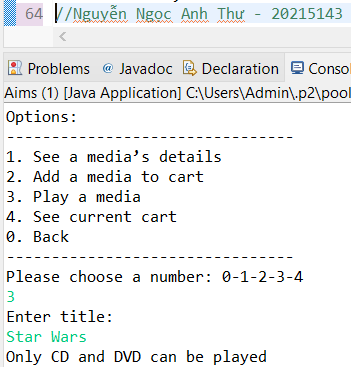 64 //Nguyễn Ngọc Anh Thư - 20215143
Problems @ Javadoc Declaration Conso
Aims (1) [Java Application] C:\Users\Admin\.p2\pool
Options:
--------------------------------
1. See a media’s details
2. Add a media to cart
3. Play a media
4. See current cart
0. Back
--------------------------------
Please choose a number: 0-1-2-3-4
3
Enter title:
Star Wars
Only CD and DVD can be played